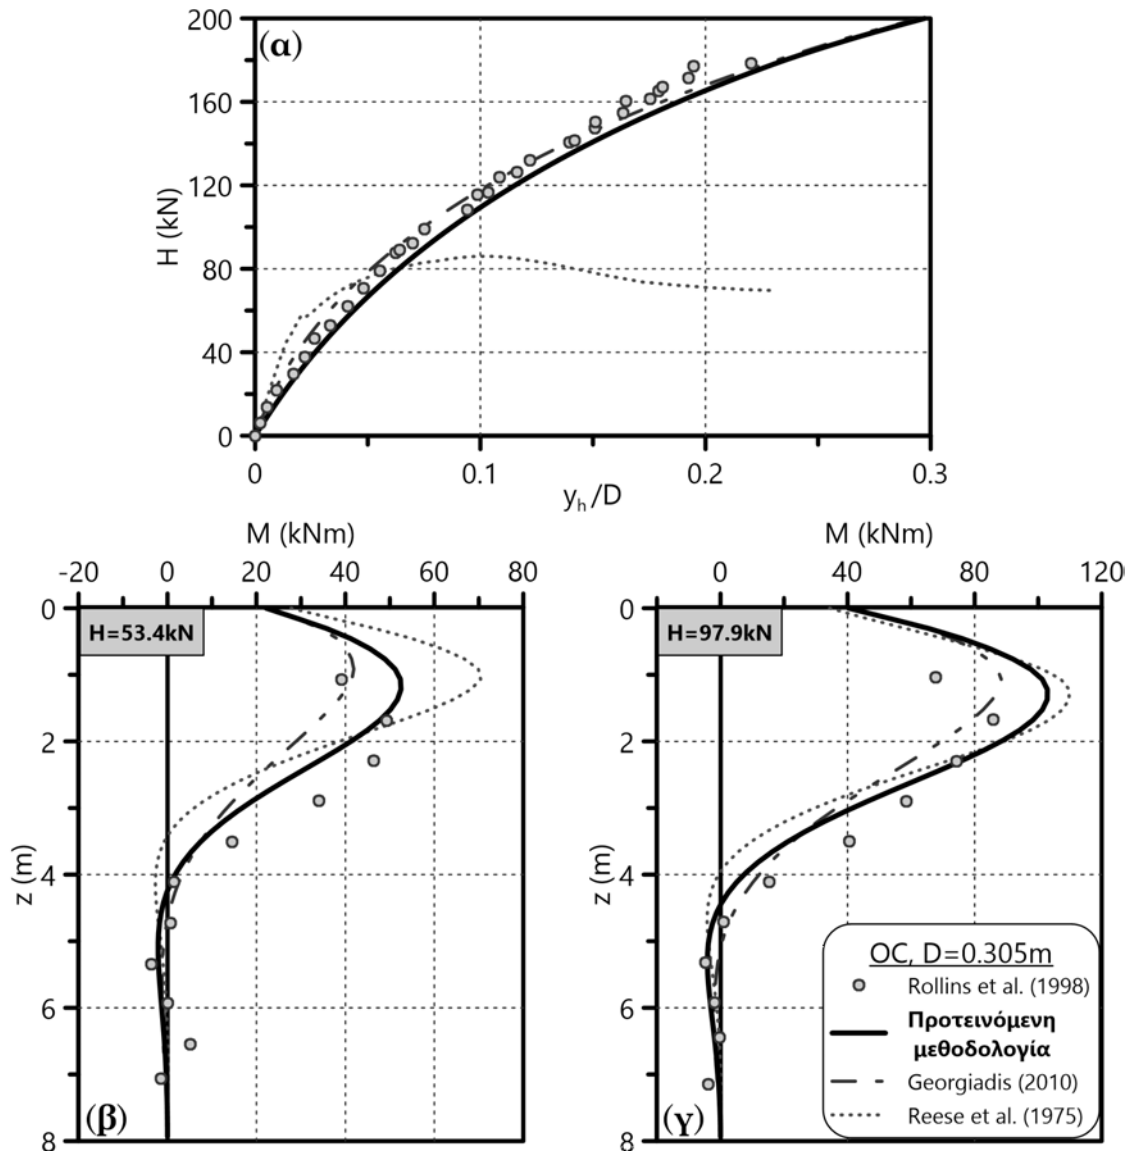 200
(α)
160
120
80
40
0
H (kN)
0
0.1
0.2
0.3
yₕ/D
M (kNm)
-20
0
20
40
60
80
0
H=53.4kN
2
4
6
8
z (m)
(β)
M (kNm)
0
40
80
120
0
H=97.9kN
2
4
6
8
z (m)
(γ)
OC, D=0.305m
Rollins et al. (1998)
Προτεινόμενη
μεθοδολογία
Georgiadis (2010)
Reese et al. (1975)